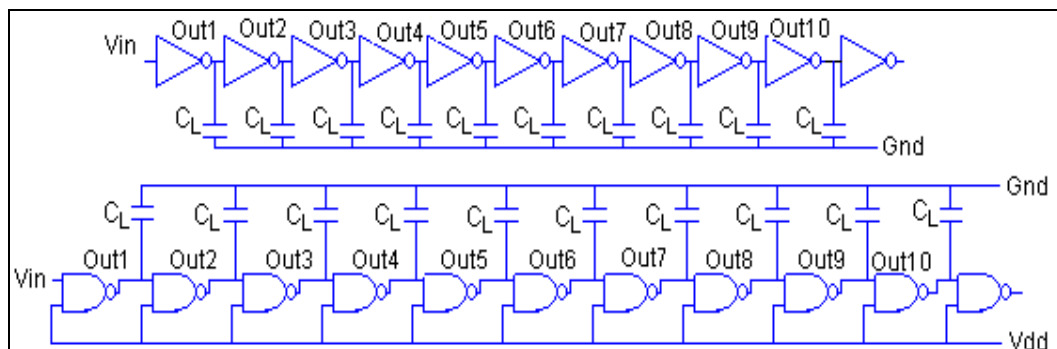 Vin Out1 Out2 Out3 Out4 Out5 Out6 Out7 Out8 Out9 Out10
CL CL CL CL CL CL CL CL CL CL
Gnd
Gnd
CL CL CL CL CL CL CL CL CL CL
Out1 Out2 Out3 Out4 Out5 Out6 Out7 Out8 Out9 Out10
Vin
Vdd